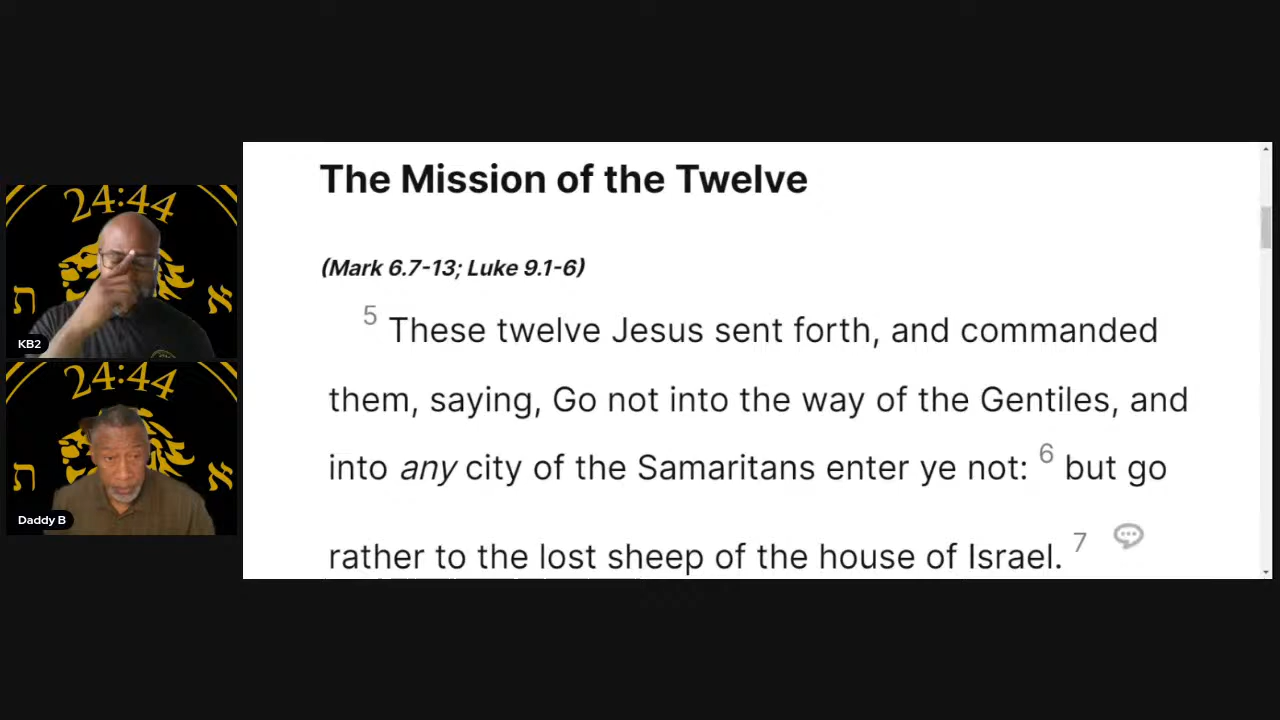 The Mission of the Twelve
(Mark 6.7-13; Luke 9.1-6)
5 These twelve Jesus sent forth, and commanded
them, saying, Go not into the way of the Gentiles, and
into any city of the Samaritans enter ye not: 6 but go
rather to the lost sheep of the house of Israel. 7
24:44
ת א
KB2
24:44
ת א
Daddy B